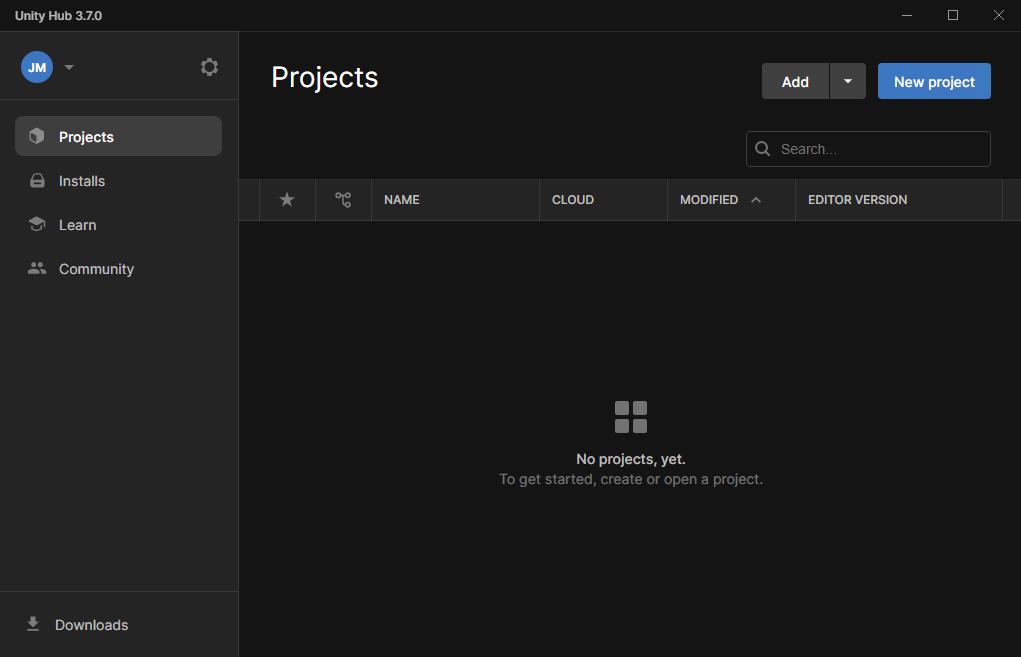 Unity Hub 3.7.0
JM
Projects
Installs
Learn
Community
Downloads
Projects
Add
New project
Search...
NAME CLOUD MODIFIED EDITOR VERSION
No projects, yet.
To get started, create or open a project.